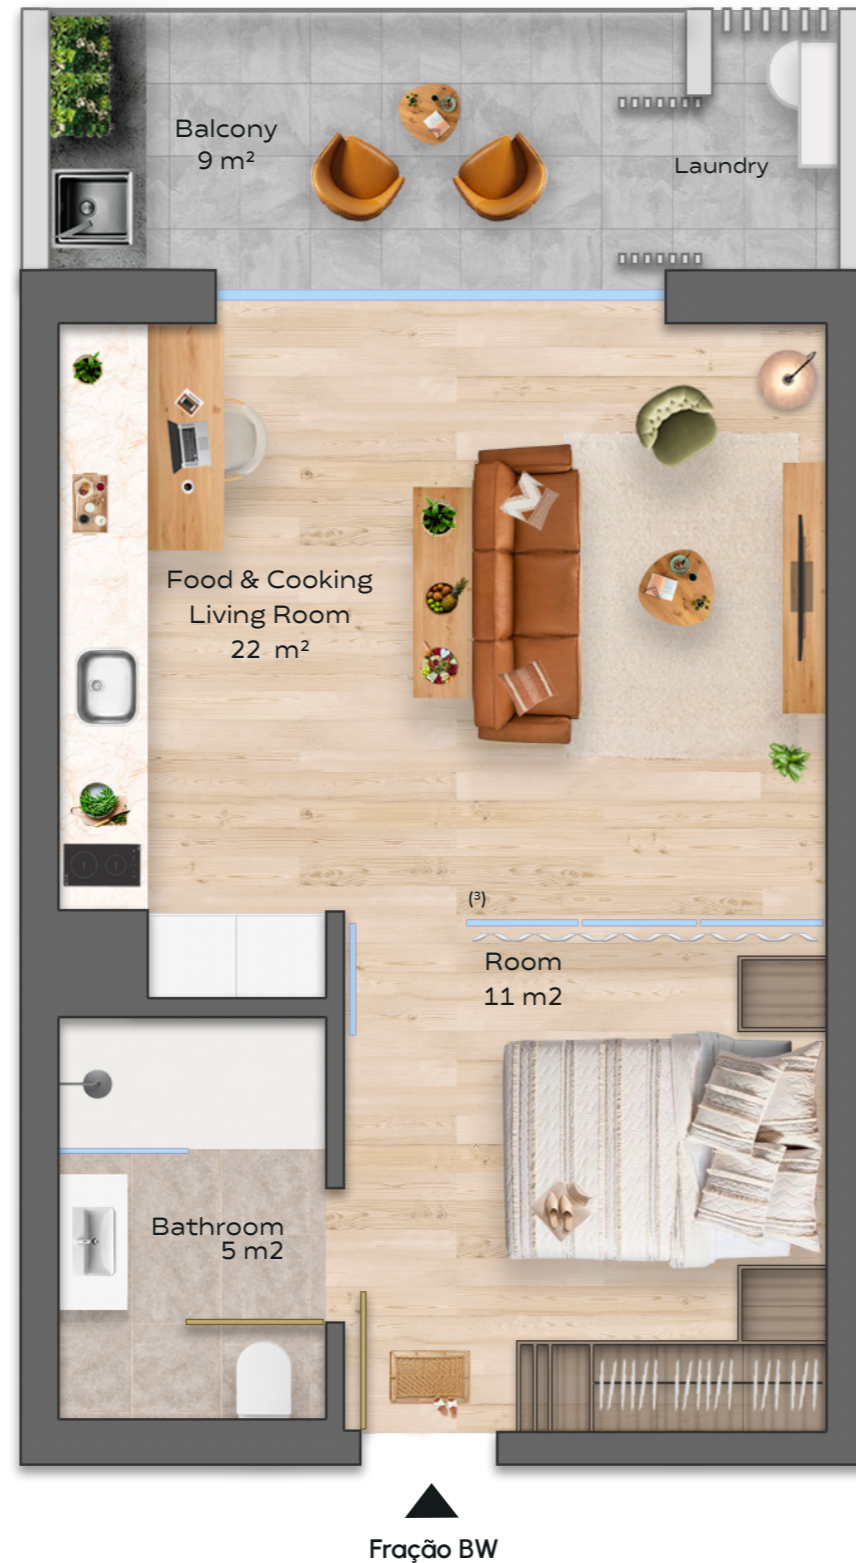 Balcony
9 m²
Laundry
Food & Cooking
Living Room
22 m²
(³)
Room
11 m2
Bathroom
5 m2
Fração BW